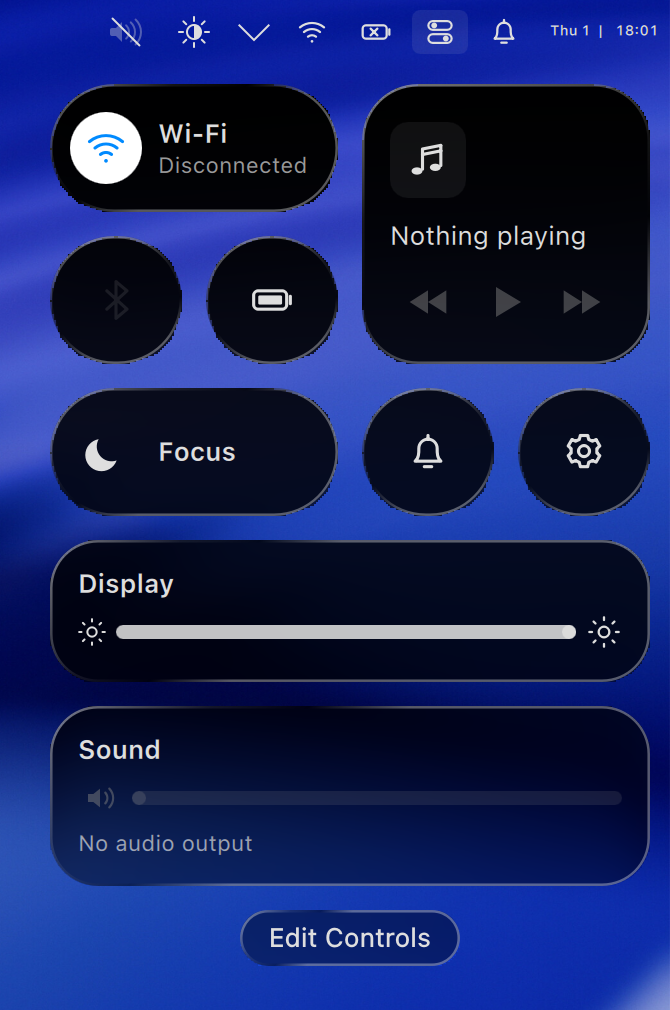 Thu 1 | 18:01
Wi-Fi
Disconnected
Nothing playing
Focus
Display
Sound
No audio output
Edit Controls